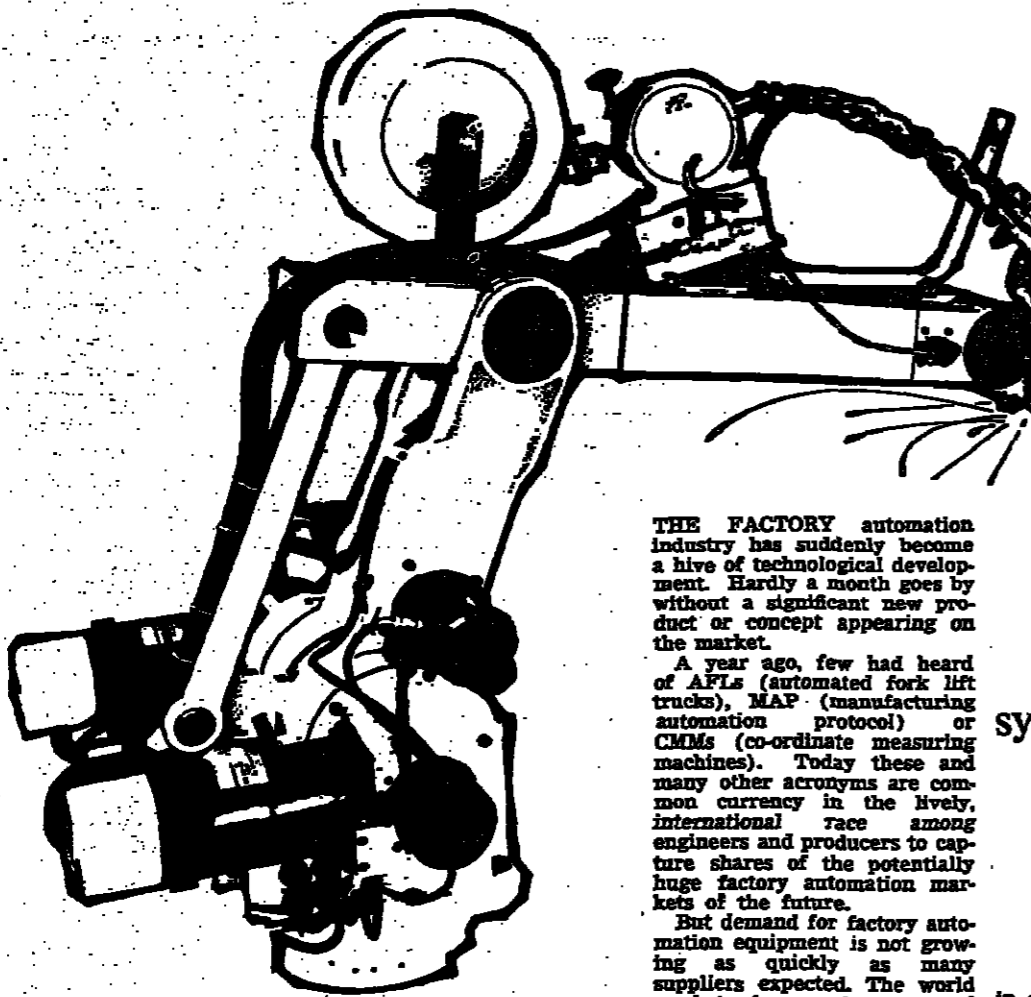 THE FACTORY automation
industry has suddenly become
a hive of technological develop-
ment. Hardly a month goes by
without a significant new pro-
duct or concept appearing on
the market.
A year ago, few had heard
of AFLs (automated fork lift
trucks), MAP (manufacturing
automation protocol) or
CMMs (co-ordinate measuring
machines). Today these and
many other acronyms are com-
mon currency in the lively,
international race among
engineers and producers to cap-
ture shares of the potentially
huge factory automation mar-
kets of the future.
But demand for factory auto-
mation equipment is not grow-
ing as quickly as many
suppliers expected. The world
sy